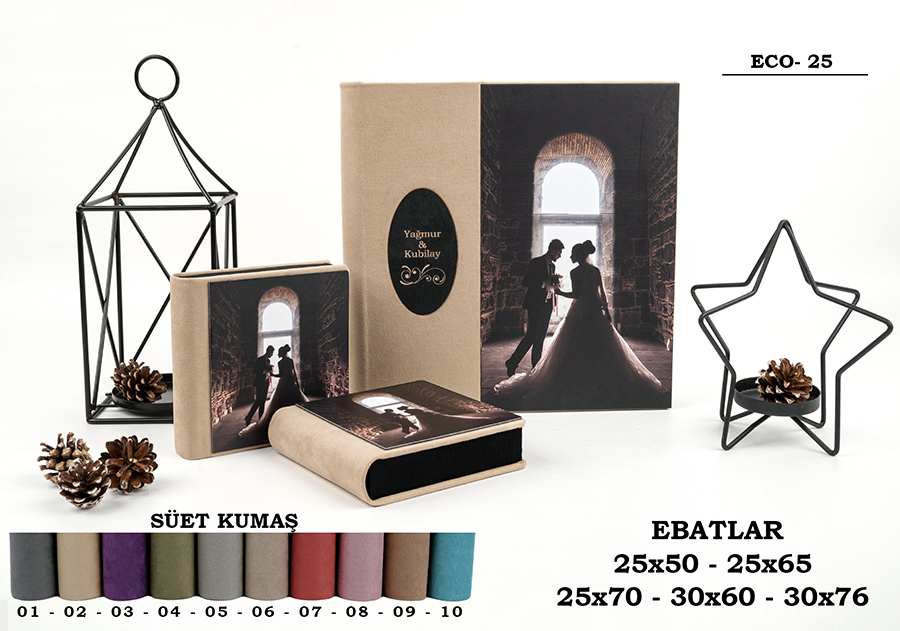 ECO- 25
Yağmur
&
Kubilay
SÜET KUMAŞ
01 - 02 - 03 - 04 - 05 - 06 - 07 - 08 - 09 - 10
EBATLAR
25x50 - 25x65
25x70 - 30x60 - 30x76